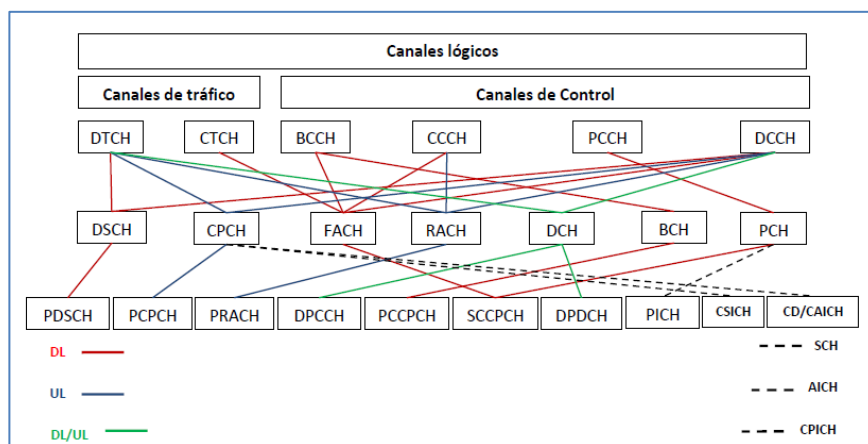 Canales lógicos
Canales de tráfico Canales de Control
DTCH CTCH BCCH CCCH PCCH DCCH
DSCH CPCH FACH RACH DCH BCH PCH
PDSCH PCPCH PRACH DPCCH PCCPCH SCCPCH DPDCH PICH CSICH CD/CAICH
DL SCH
UL AICH
DL/UL CPICH